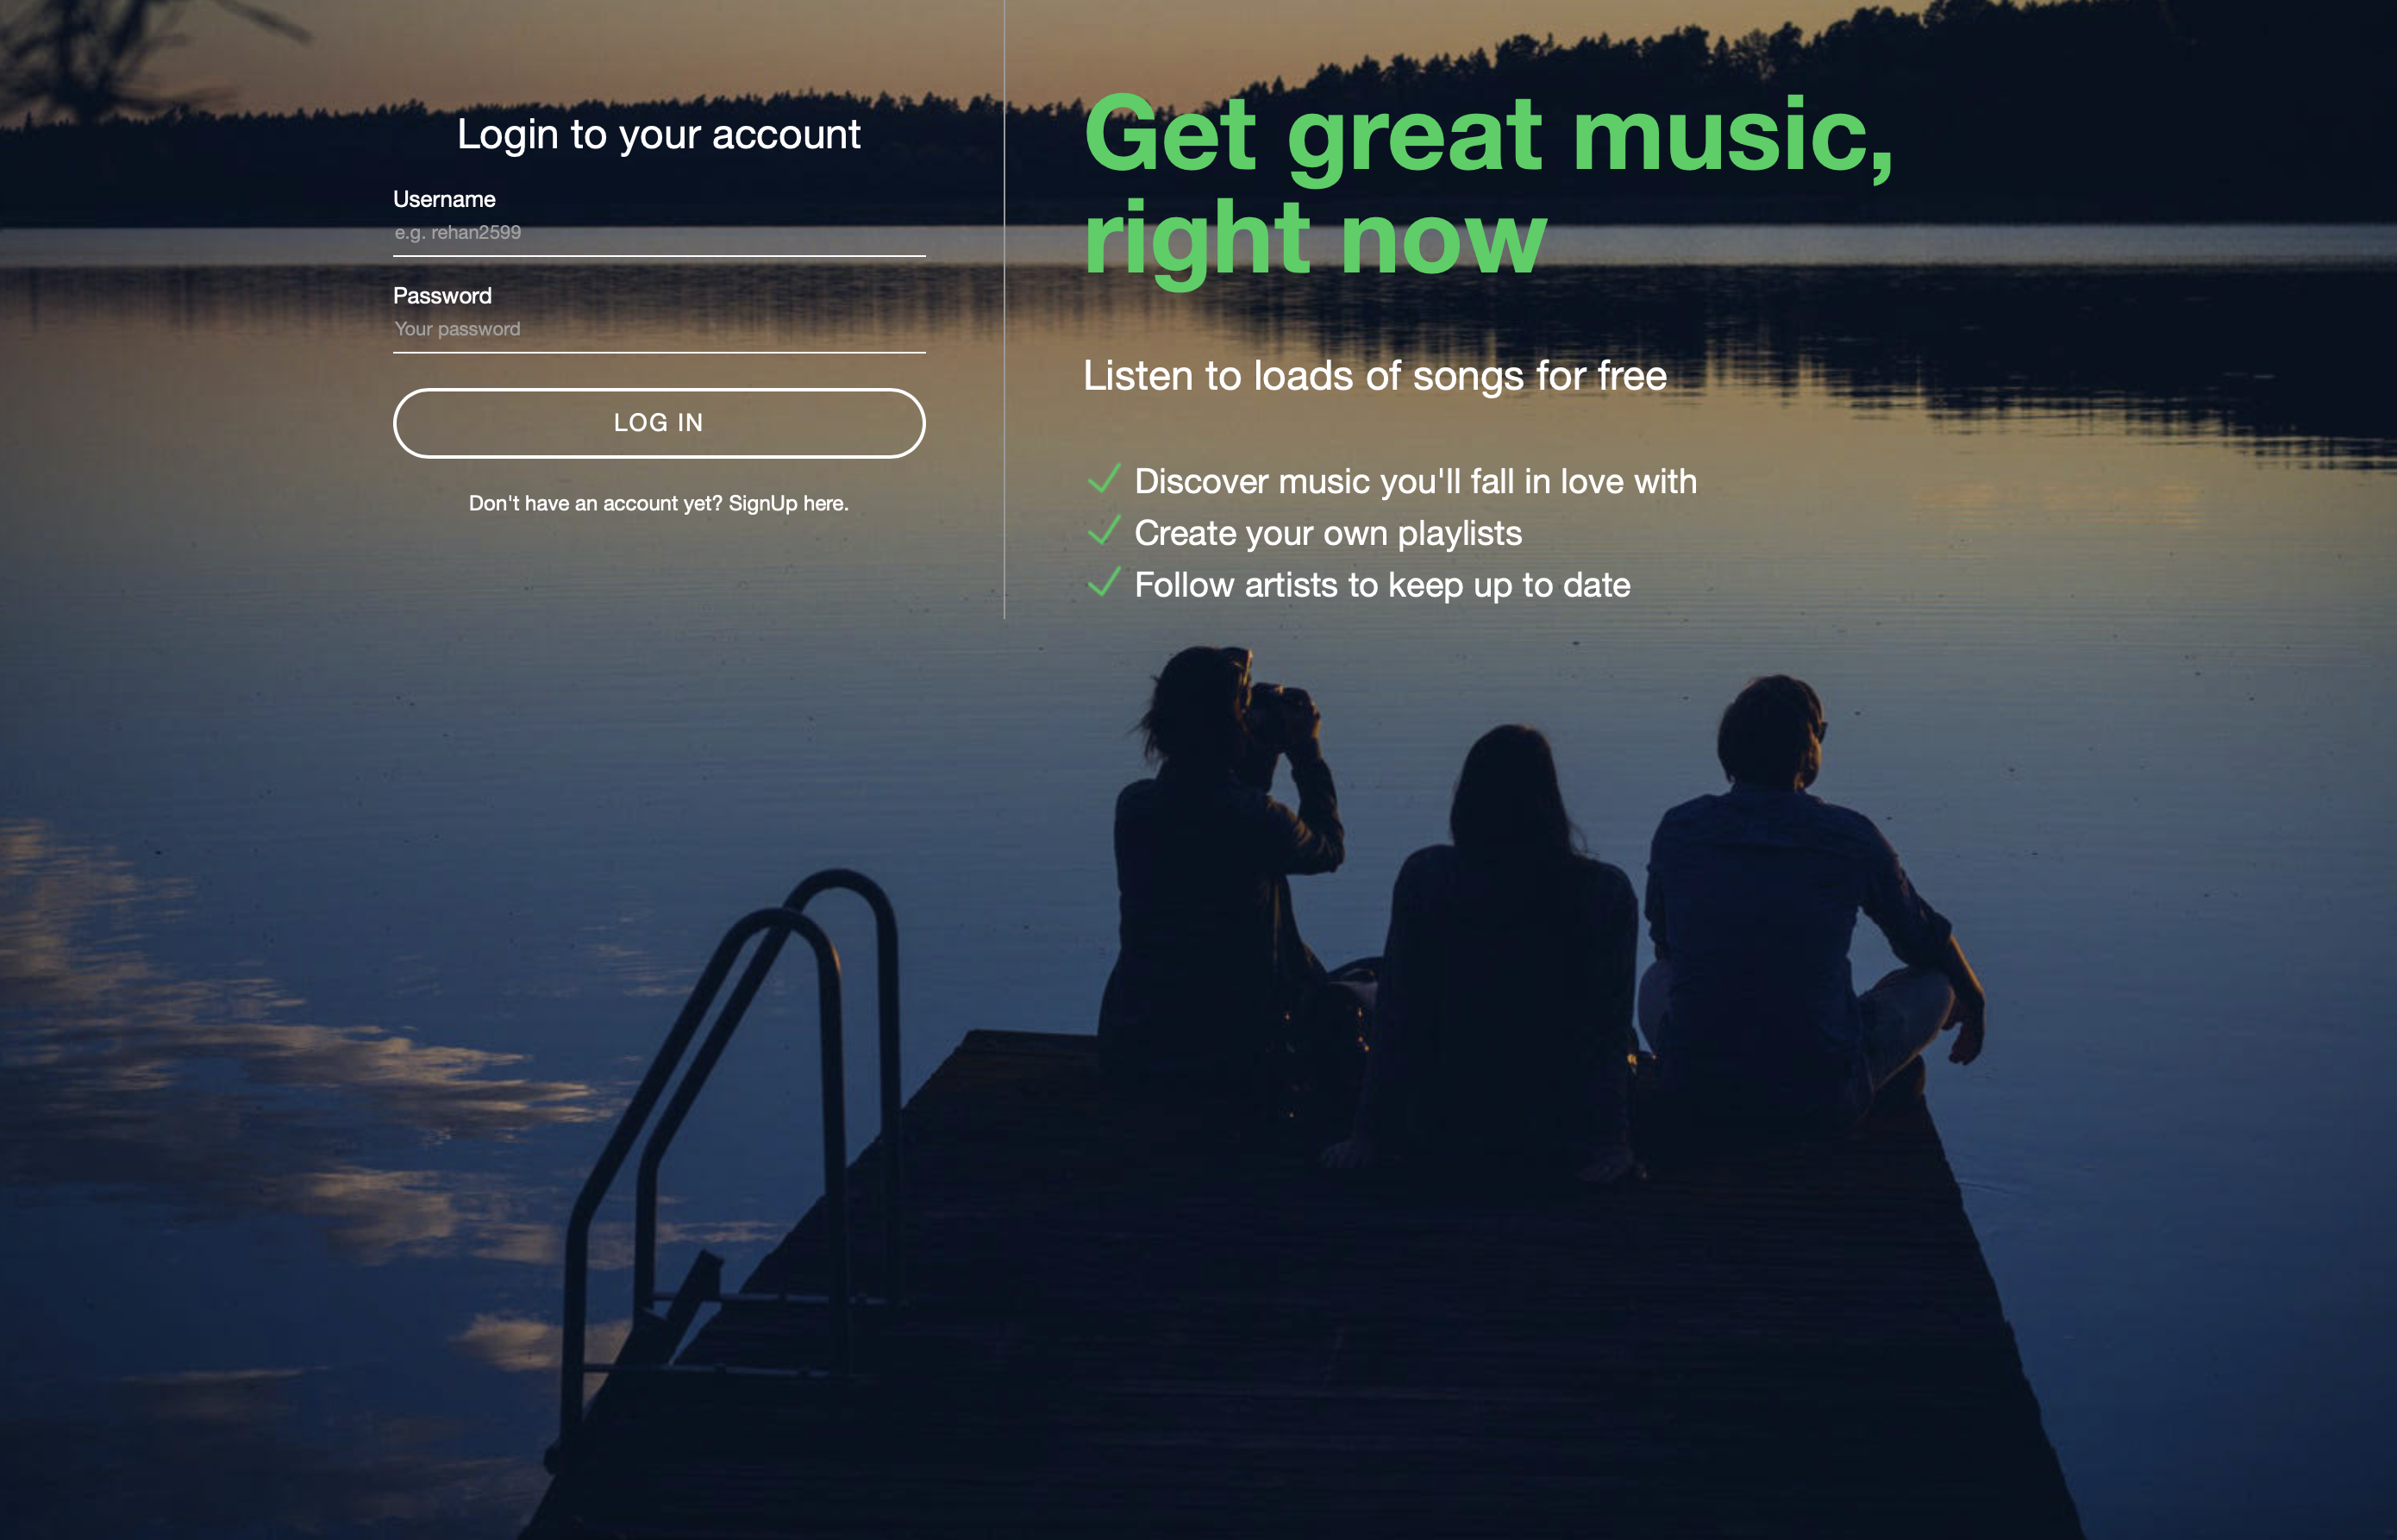 Login to your account
Username
e.g. rehan2599
Password
Your password
LOG IN
Don't have an account yet? SignUp here.
Get great music,
right now
Listen to loads of songs for free
Discover music you'll fall in love with
Create your own playlists
Follow artists to keep up to date